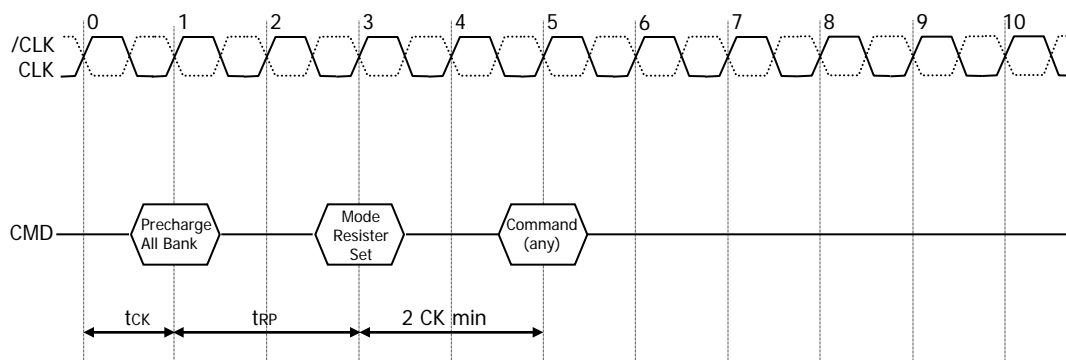 0 1 2 3 4 5 6 7 8 9 10
/CLK
CLK
CMD
Precharge
All Bank
Mode
Resister
Set
Command
(any)
tCK tRP 2 CK min